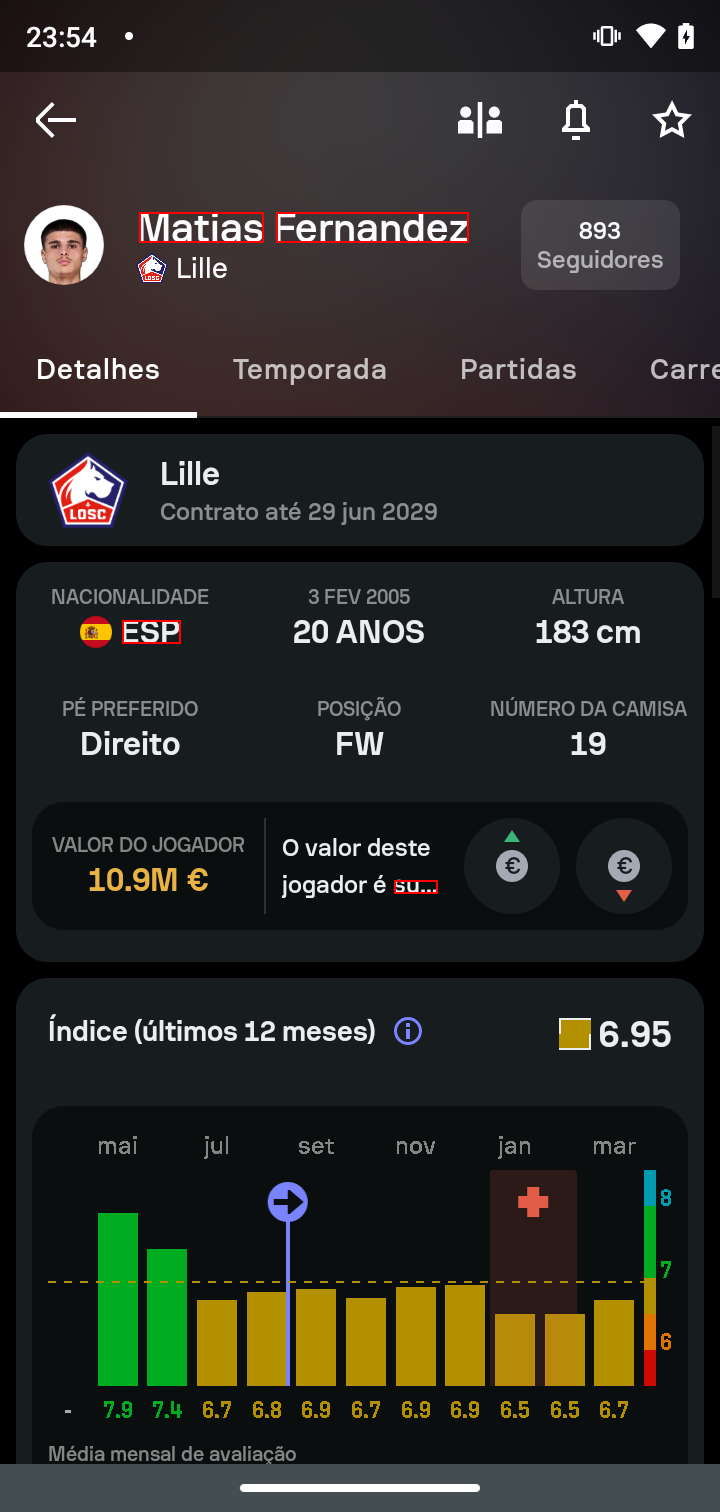 23:54
Matias Fernandez
Lille
893
Seguidores
Detalhes Temporada Partidas Carre
Lille
Contrato até 29 jun 2029
NACIONALIDADE 3 FEV 2005 ALTURA
ESP 20 ANOS 183 cm
PÉ PREFERIDO POSIÇÃO NÚMERO DA CAMISA
Direito FW 19
VALOR DO JOGADOR
10.9M €
O valor deste
jogador é su...
€ €
Índice (últimos 12 meses) 6.95
mai jul set nov jan mar
8
7
6
- 7.9 7.4 6.7 6.8 6.9 6.7 6.9 6.9 6.5 6.5 6.7
Média mensal de avaliação